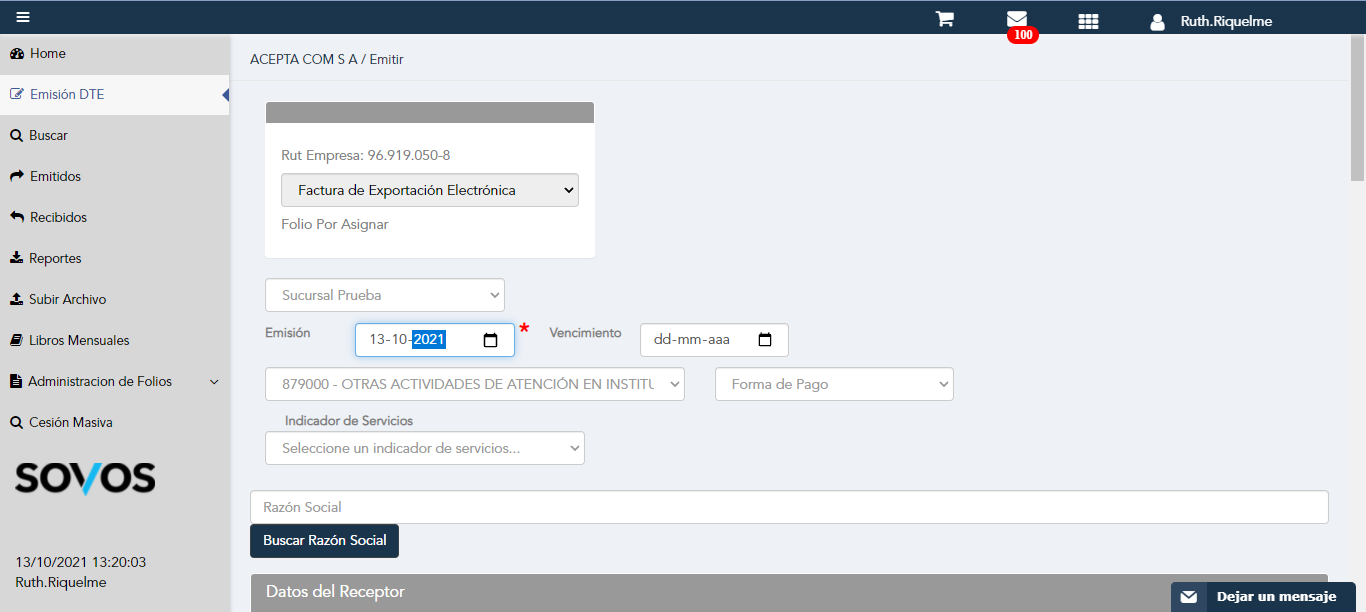 Ruth.Riquelme
100
Home
ACEPTA COM S A / Emitir
Emisión DTE
Buscar
Emitidos
Recibidos
Reportes
Subir Archivo
Libros Mensuales
Administracion de Folios
Cesión Masiva
SOVOS
13/10/2021 13:20:03
Ruth.Riquelme
Rut Empresa: 96.919.050-8
Factura de Exportación Electrónica
Folio Por Asignar
Sucursal Prueba
Emisión 13-10-2021 * Vencimiento dd-mm-aaa
879000 - OTRAS ACTIVIDADES DE ATENCIÓN EN INSTITU Forma de Pago
Indicador de Servicios
Seleccione un indicador de servicios...
Razón Social
Buscar Razón Social
Datos del Receptor
Dejar un mensaje